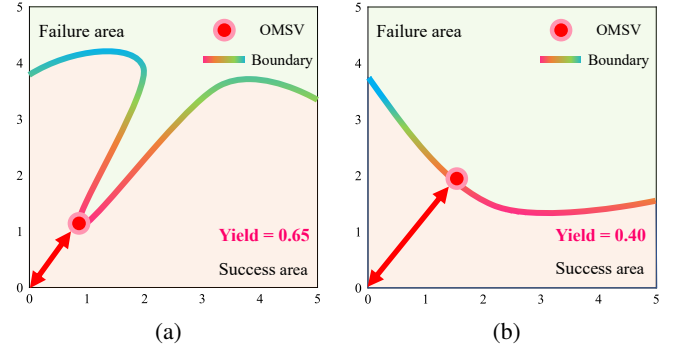 5
Failure area
OMSV
4
Boundary
3
2
1
Yield = 0.65
Success area
0
0 1 2 3 4 5
(a)
5
Failure area
OMSV
4
Boundary
3
2
1
Yield = 0.40
Success area
0
0 1 2 3 4 5
(b)